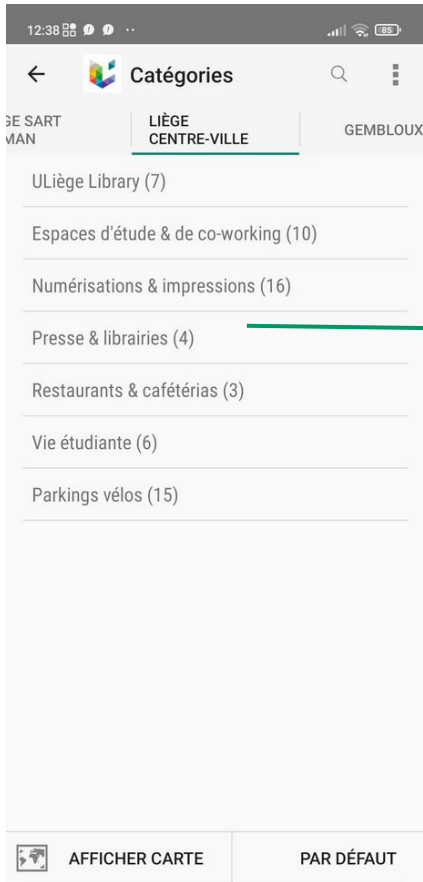 12:38
85
Catégories
GE SART
MAN
LIÈGE
CENTRE-VILLE
GEMBLOUX
ULiège Library (7)
Espaces d'étude & de co-working (10)
Numérisations & impressions (16)
Presse & librairies (4)
Restaurants & cafétérias (3)
Vie étudiante (6)
Parkings vélos (15)
AFFICHER CARTE
PAR DÉFAUT